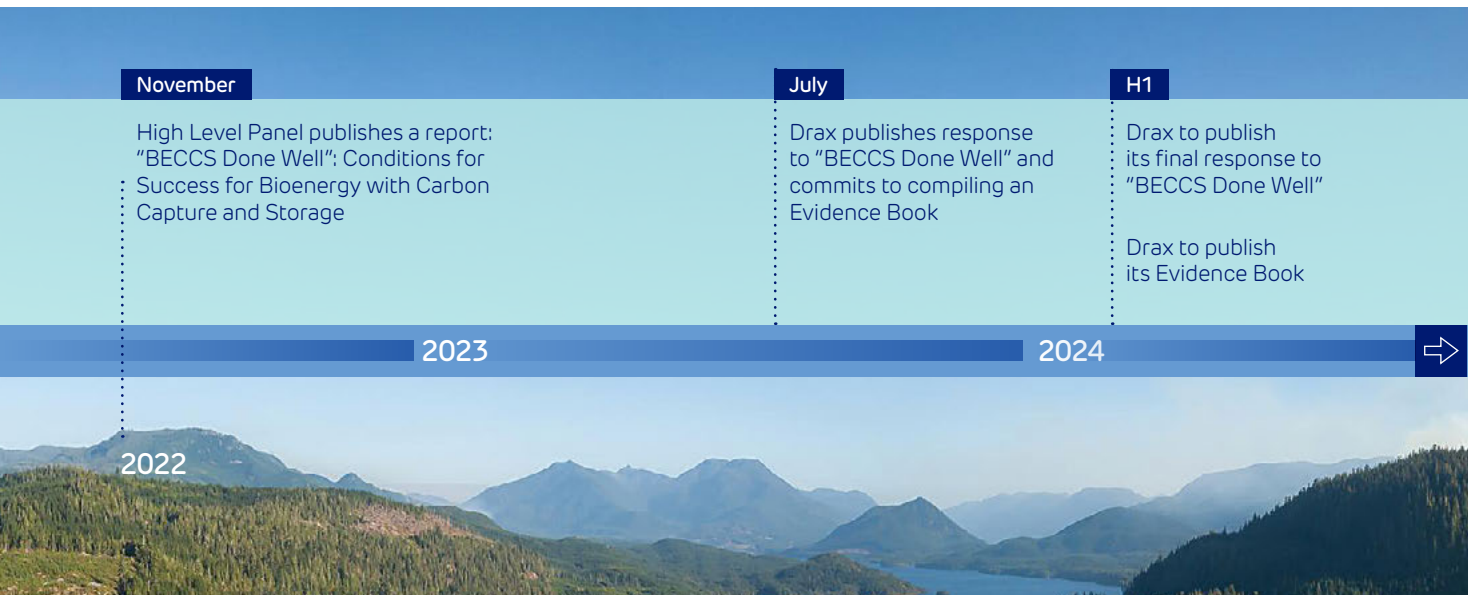 November
High Level Panel publishes a report:
"BECCS Done Well": Conditions for
Success for Bioenergy with Carbon
Capture and Storage
July
Drax publishes response
to "BECCS Done Well" and
commits to compiling an
Evidence Book
H1
Drax to publish
its final response to
"BECCS Done Well"
Drax to publish
its Evidence Book
2023
2024
2022